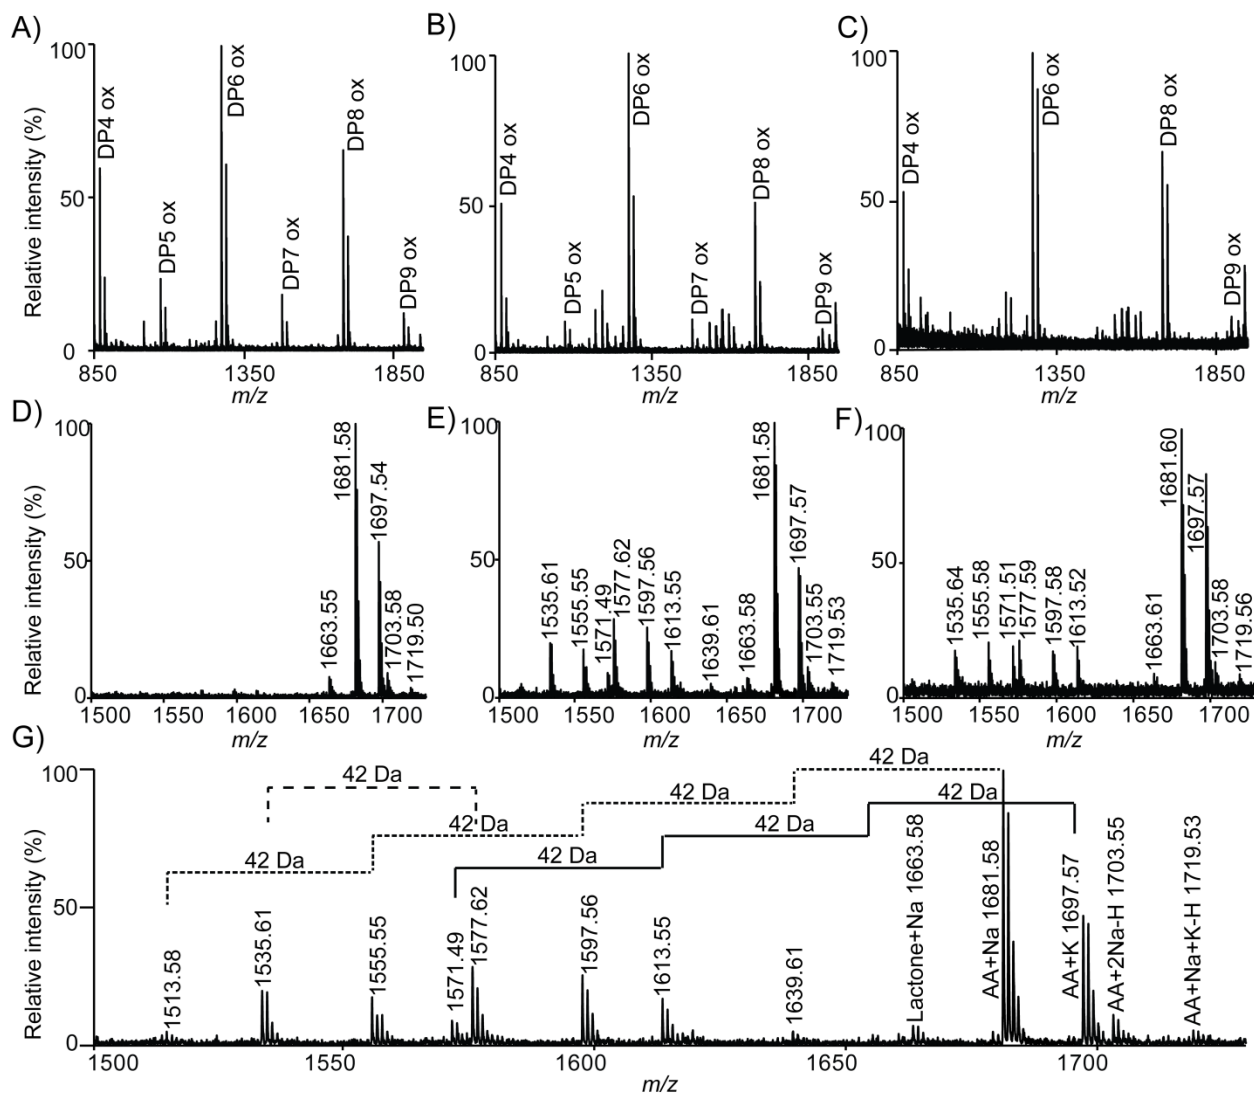 A)
Relative intensity (%)
100
50
0
DP4 ox
DP5 ox
DP6 ox
DP7 ox
DP8 ox
DP9 ox
850
1350
1850
m/z
B)
100
50
0
DP4 ox
DP5 ox
DP6 ox
DP7 ox
DP8 ox
DP9 ox
850
1350
1850
m/z
C)
100
50
0
DP4 ox
DP6 ox
DP8 ox
DP9 ox
850
1350
1850
m/z
D)
Relative intensity (%)
100
50
0
1663.55
1681.58
1697.54
1703.58
1719.50
1500
1550
1600
1650
1700
m/z
E)
100
50
0
1535.61
1555.55
1571.49
1577.62
1597.56
1613.55
1639.61
1663.58
1681.58
1697.57
1703.55
1719.53
1500
1550
1600
1650
1700
m/z
F)
100
50
0
1535.64
1555.58
1571.51
1577.59
1597.58
1613.52
1663.61
1681.60
1697.57
1703.58
1719.56
1500
1550
1600
1650
1700
m/z
G)
Relative intensity (%)
100
50
0
42 Da
42 Da
42 Da
42 Da
42 Da
42 Da
42 Da
42 Da
1513.58
1535.61
1555.55
1571.49
1577.62
1597.56
1613.55
1639.61
Lactone+Na 1663.58
AA+Na 1681.58
AA+K 1697.57
AA+2Na-H 1703.55
AA+Na+K-H 1719.53
1500
1550
1600
1650
1700
m/z